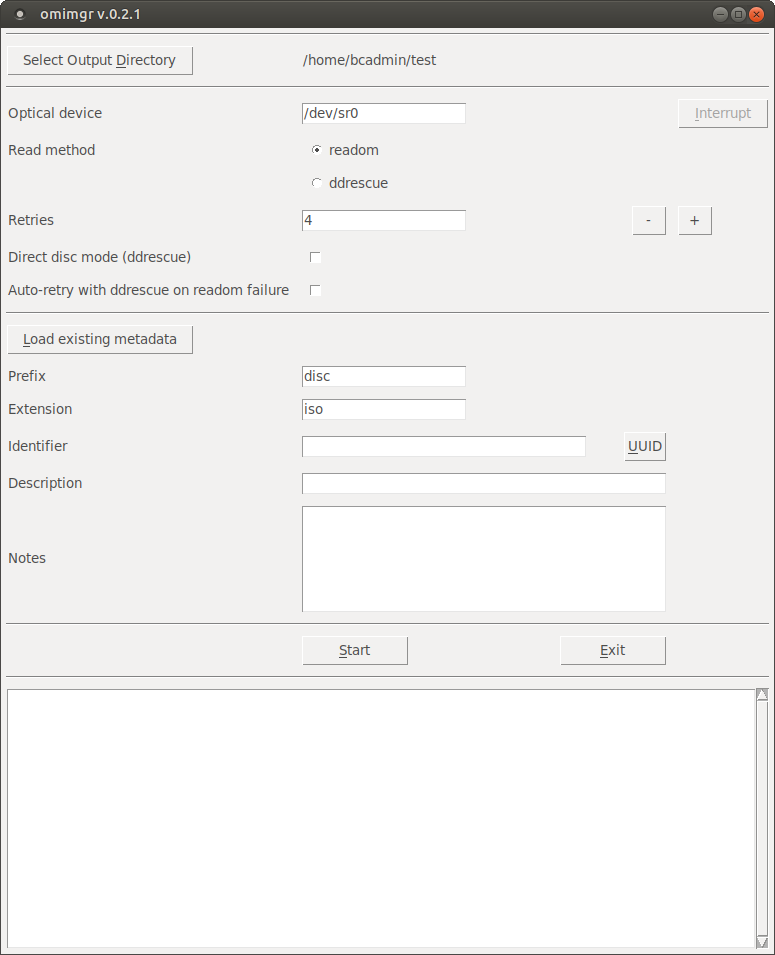 omimgr v.0.2.1
Select Output Directory /home/bcadmin/test
Optical device /dev/sr0 Interrupt
Read method readom
ddrescue
Retries 4 - +
Direct disc mode (ddrescue)
Auto-retry with ddrescue on readom failure
Load existing metadata
Prefix disc
Extension iso
Identifier UUID
Description
Notes
Start Exit